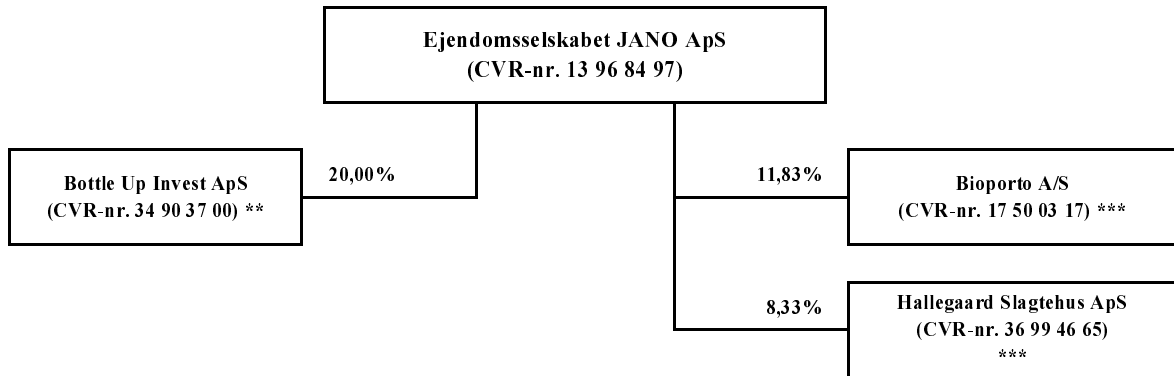 Ejendomsselskabet JANO ApS
(CVR-nr. 13 96 84 97)
20,00%
Bottle Up Invest ApS
(CVR-nr. 34 90 37 00) **
11,83%
Bioporto A/S
(CVR-nr. 17 50 03 17) ***
8,33%
Hallegaard Slagtehus ApS
(CVR-nr. 36 99 46 65)
***